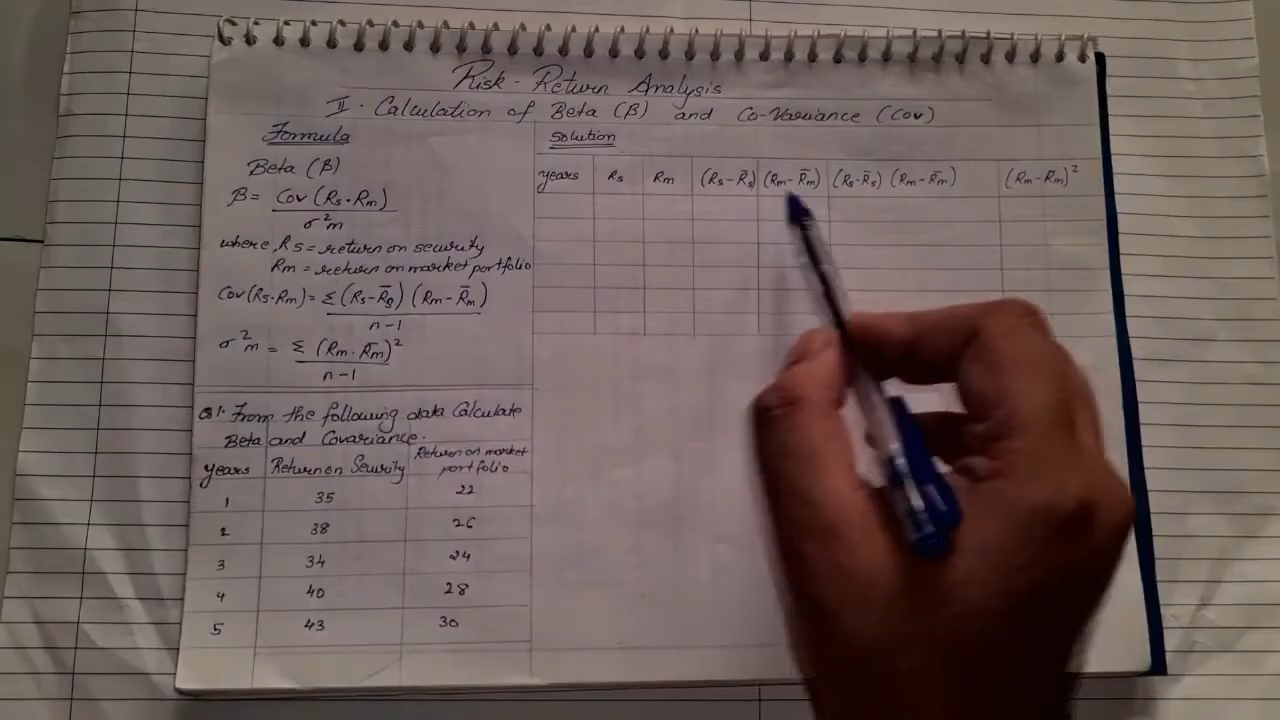 Risk - Return Analysis
II. Calculation of Beta (β) and Co-Variance (Cov)
Formula
Beta (β)
β = Cov (Rs·Rm)
σ²m
where, Rs = return on security
Rm = return on market portfolio
Cov (Rs·Rm) = Σ (Rs - R̄s) (Rm - R̄m)
n-1
σ²m = Σ (Rm · R̄m)²
n-1
Q1. From the following data Calculate
Beta and Covariance.
years Return on Security Return on market
portfolio
1 35 22
2 38 26
3 34 24
4 40 28
5 43 30
Solution
years Rs Rm (Rs - R̄s) (Rm - R̄m) (Rs · R̄s) (Rm - R̄m) (Rm - R̄m)²